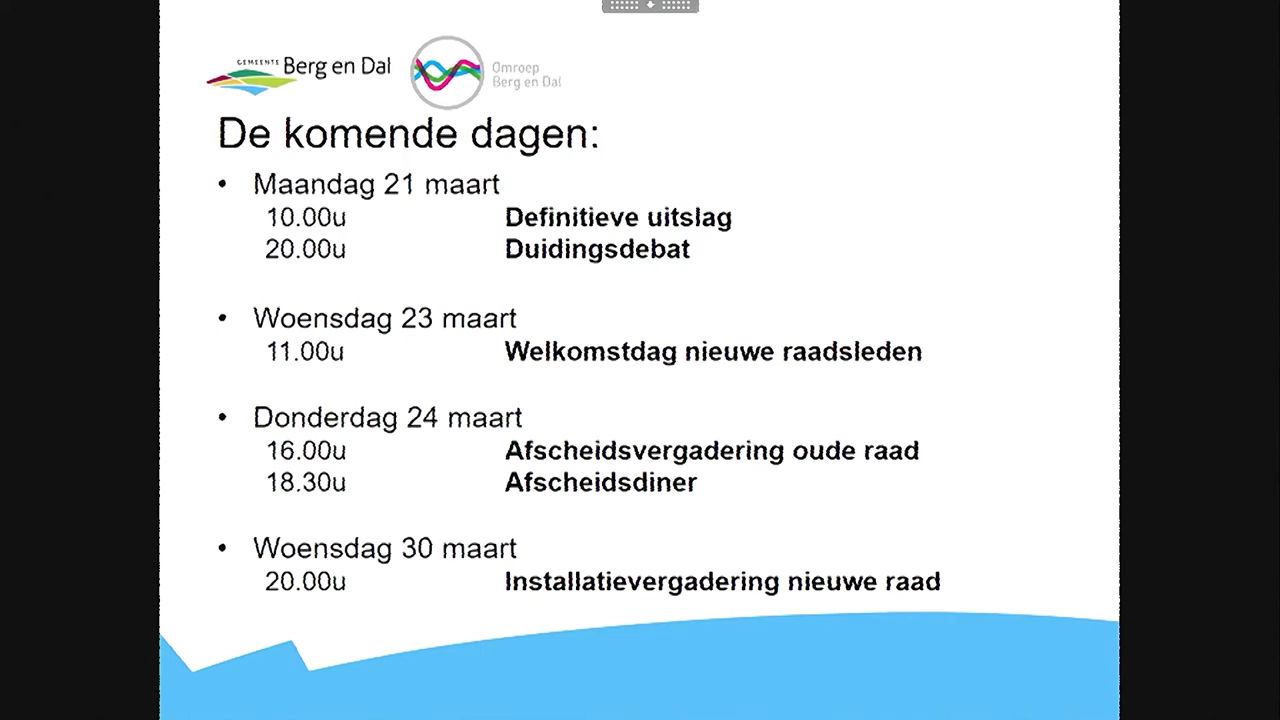 GEMEENTE Berg en Dal
Omroep
Berg en Dal
De komende dagen:
• Maandag 21 maart
10.00u Definitieve uitslag
20.00u Duidingsdebat
• Woensdag 23 maart
11.00u Welkomstdag nieuwe raadsleden
• Donderdag 24 maart
16.00u Afscheidsvergadering oude raad
18.30u Afscheidsdiner
• Woensdag 30 maart
20.00u Installatievergadering nieuwe raad